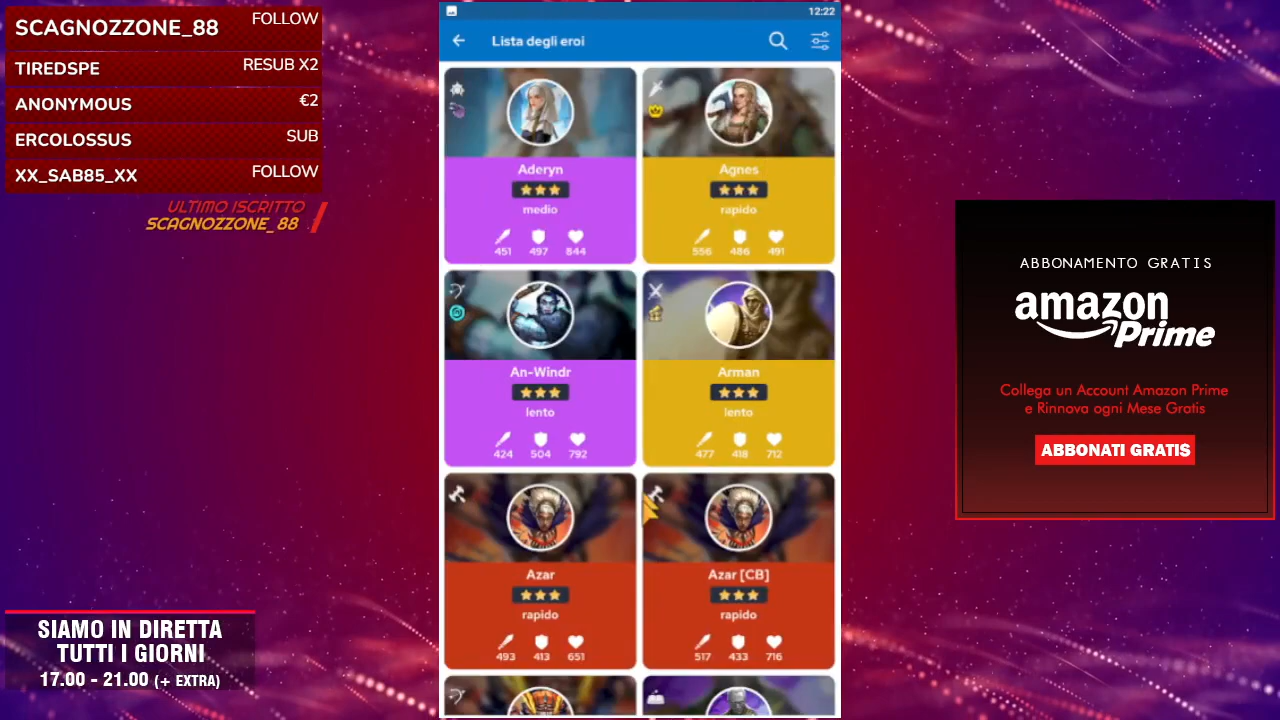 SCAGNOZZONE_88 FOLLOW
TIREDSPE RESUB X2
ANONYMOUS €2
ERCOLOSSUS SUB
XX_SAB85_XX FOLLOW
ULTIMO ISCRITTO
SCAGNOZZONE_88
SIAMO IN DIRETTA
TUTTI I GIORNI
17.00 - 21.00 (+ EXTRA)
12:22
Lista degli eroi
Aderyn
medio
451 497 844
Agnes
rapido
556 486 491
An-Windr
lento
424 504 792
Arman
lento
477 418 712
Azar
rapido
493 413 651
Azar [CB]
rapido
517 433 716
ABBONAMENTO GRATIS
amazon
Prime
Collega un Account Amazon Prime
e Rinnova ogni Mese Gratis
ABBONATI GRATIS